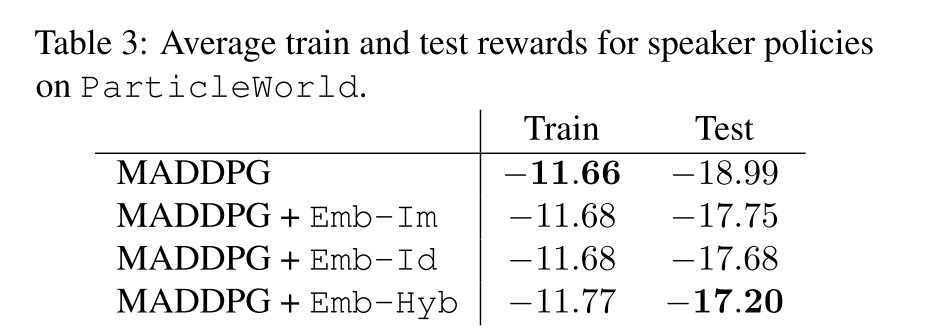 Table 3: Average train and test rewards for speaker policies
on ParticleWorld.
Train Test
MADDPG −11.66 −18.99
MADDPG + Emb-Im −11.68 −17.75
MADDPG + Emb-Id −11.68 −17.68
MADDPG + Emb-Hyb −11.77 −17.20